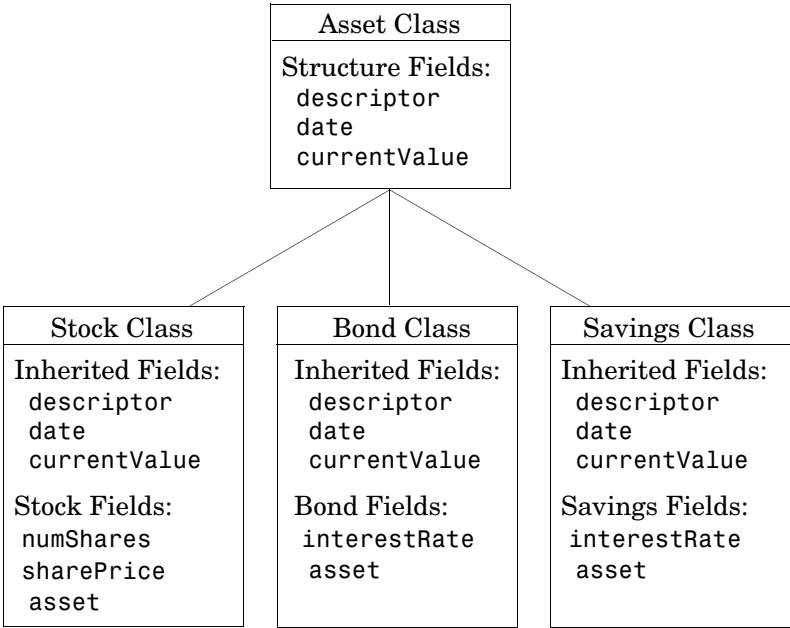 Asset Class
Structure Fields:
descriptor
date
currentValue
Stock Class
Inherited Fields:
descriptor
date
currentValue
Stock Fields:
numShares
sharePrice
asset
Bond Class
Inherited Fields:
descriptor
date
currentValue
Bond Fields:
interestRate
asset
Savings Class
Inherited Fields:
descriptor
date
currentValue
Savings Fields:
interestRate
asset